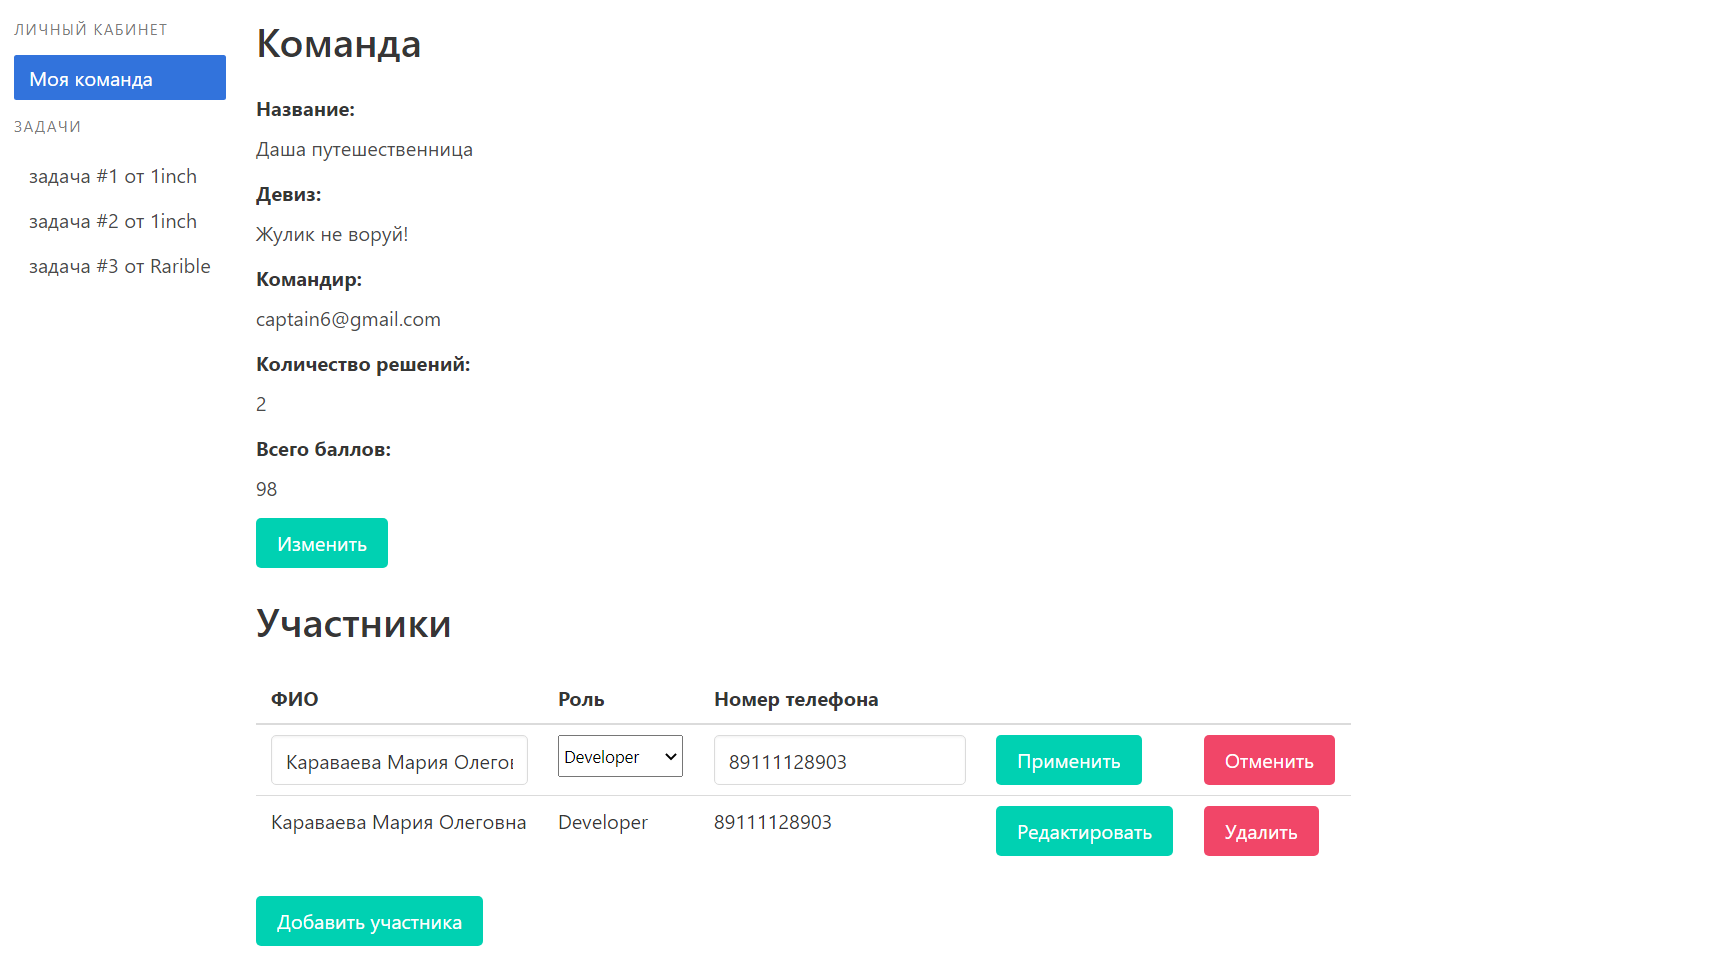 ЛИЧНЫЙ КАБИНЕТ
Моя команда
ЗАДАЧИ
задача #1 от 1inch
задача #2 от 1inch
задача #3 от Rarible
Команда
Название:
Даша путешественница
Девиз:
Жулик не воруй!
Командир:
captain6@gmail.com
Количество решений:
2
Всего баллов:
98
Изменить
Участники
ФИО Роль Номер телефона
Караваева Мария Олегов Developer 89111128903 Применить Отменить
Караваева Мария Олеговна Developer 89111128903 Редактировать Удалить
Добавить участника